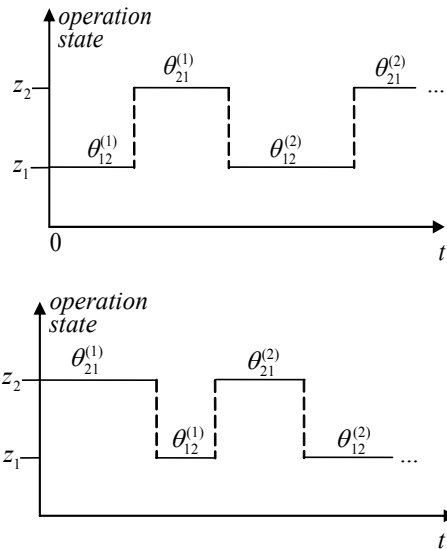 operation
state
θ₂₁⁽¹⁾ θ₂₁⁽²⁾
z₂ ...
θ₁₂⁽¹⁾ θ₁₂⁽²⁾
z₁
0
t
operation
state
θ₂₁⁽¹⁾ θ₂₁⁽²⁾
z₂
θ₁₂⁽¹⁾ θ₁₂⁽²⁾
z₁ ...
t